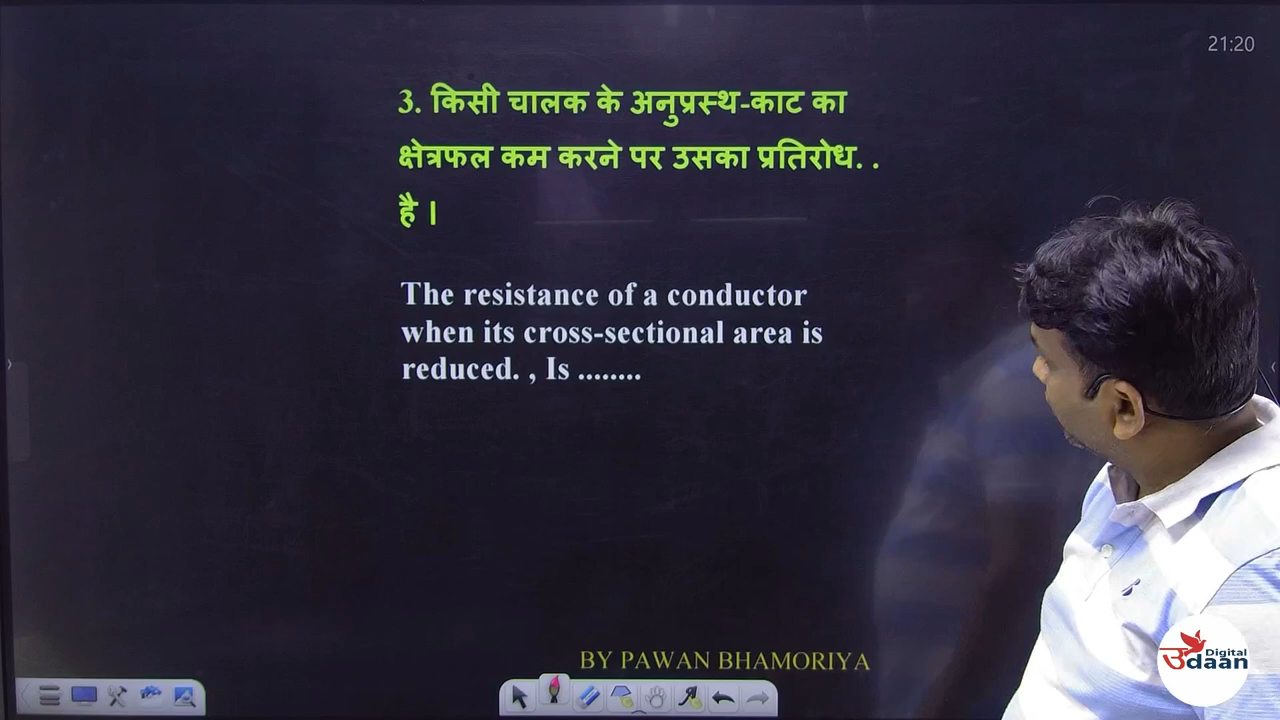 21:20
3. किसी चालक के अनुप्रस्थ-काट का
क्षेत्रफल कम करने पर उसका प्रतिरोध. .
है ।
The resistance of a conductor
when its cross-sectional area is
reduced. , Is ........
BY PAWAN BHAMORIYA
Digital
उdaan